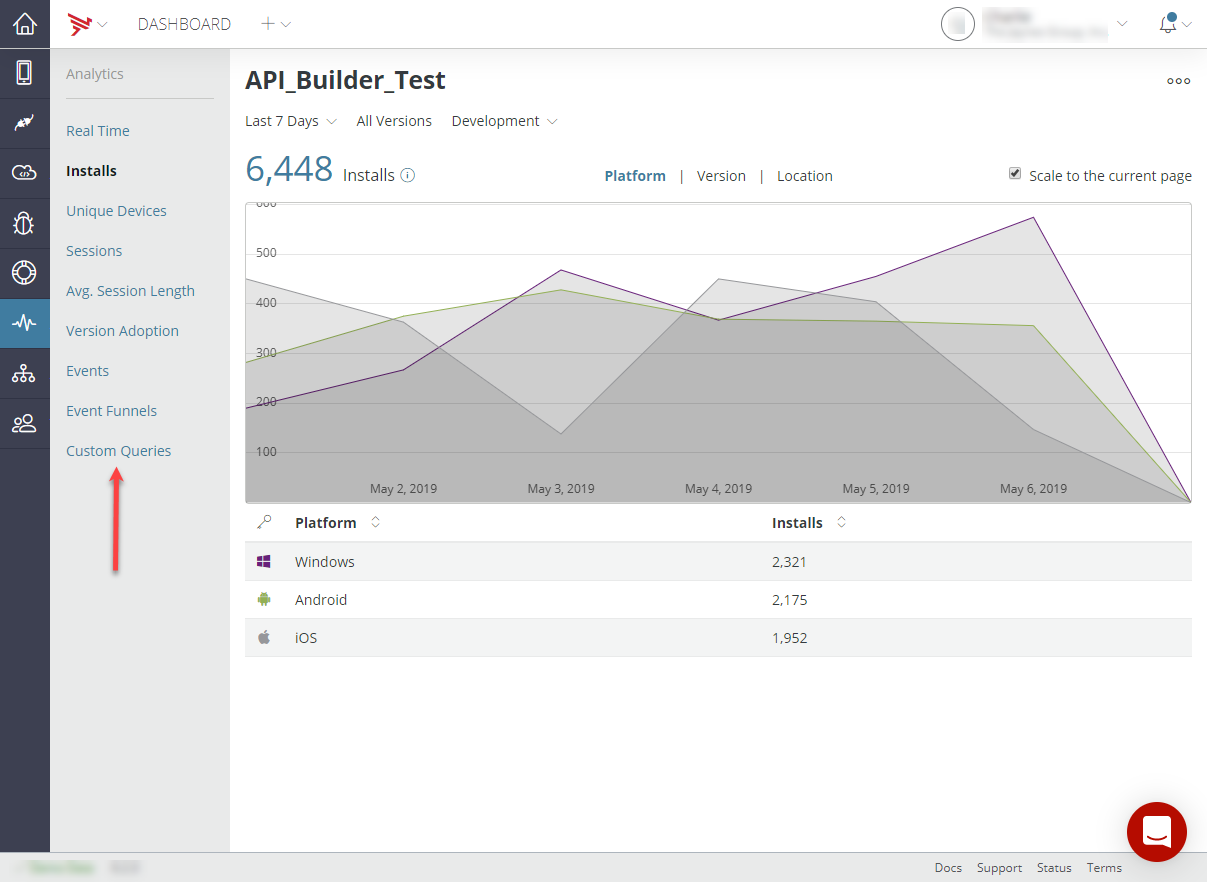 DASHBOARD
Analytics
Real Time
Installs
Unique Devices
Sessions
Avg. Session Length
Version Adoption
Events
Event Funnels
Custom Queries
API_Builder_Test
Last 7 Days All Versions Development
6,448 Installs
Platform | Version | Location
Scale to the current page
600
500
400
300
200
100
May 2, 2019 May 3, 2019 May 4, 2019 May 5, 2019 May 6, 2019
Platform Installs
Windows 2,321
Android 2,175
iOS 1,952
Docs Support Status Terms